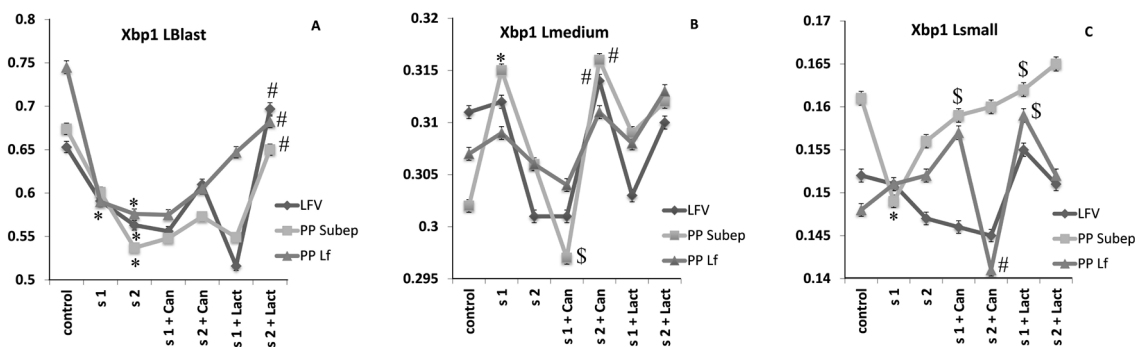 Xbp1 LBlast
A
0.8
0.75
0.7
0.65
0.6
0.55
0.5
#
#
#
*
*
*
*
LFV
PP Subep
PP Lf
control
s 1
s 2
s 1 + Can
s 2 + Can
s 1 + Lact
s 2 + Lact
Xbp1 Lmedium
B
0.32
0.315
0.31
0.305
0.3
0.295
*
#
#
$
LFV
PP Subep
PP Lf
control
s 1
s 2
s 1 + Can
s 2 + Can
s 1 + Lact
s 2 + Lact
Xbp1 Lsmall
C
0.17
0.165
0.16
0.155
0.15
0.145
0.14
$
$
$
*
#
LFV
PP Subep
PP Lf
control
s 1
s 2
s 1 + Can
s 2 + Can
s 1 + Lact
s 2 + Lact